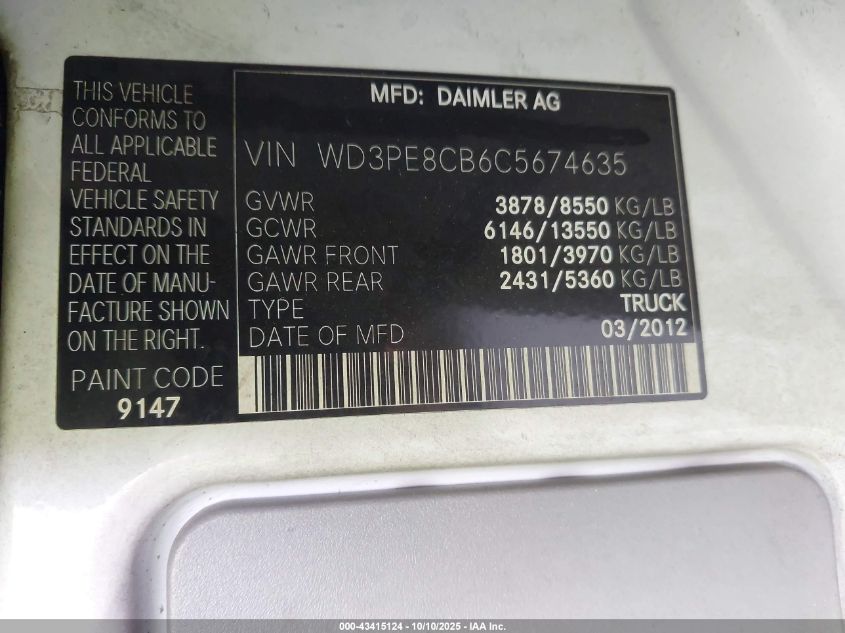 THIS VEHICLE
CONFORMS TO
ALL APPLICABLE
FEDERAL
VEHICLE SAFETY
STANDARDS IN
EFFECT ON THE
DATE OF MANU-
FACTURE SHOWN
ON THE RIGHT.
PAINT CODE
9147
MFD: DAIMLER AG
VIN WD3PE8CB6C5674635
GVWR 3878/8550 KG/LB
GCWR 6146/13550 KG/LB
GAWR FRONT 1801/3970 KG/LB
GAWR REAR 2431/5360 KG/LB
TYPE TRUCK
DATE OF MFD 03/2012
000-43415124 - 10/10/2025 - IAA Inc.